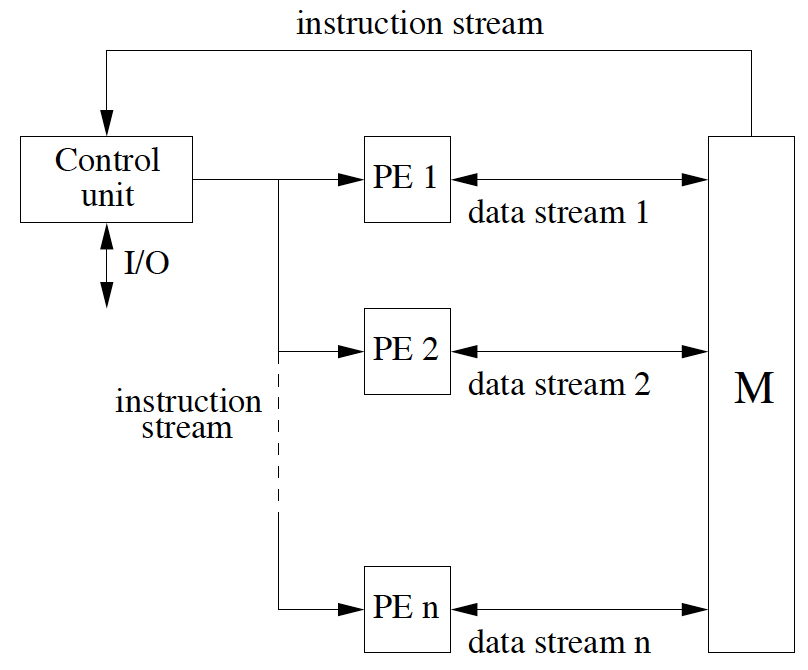 instruction stream
Control
unit
PE 1
data stream 1
I/O
PE 2
data stream 2
instruction
stream
M
PE n
data stream n